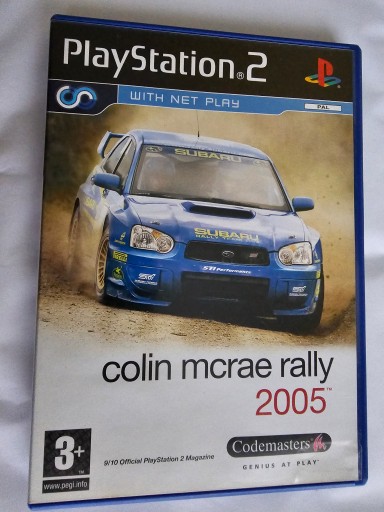 PlayStation®2
WITH NET PLAY
PAL
SUBARU
SUBARU
colin mcrae rally
2005™
3+
www.pegi.info
9/10 Official PlayStation 2 Magazine
Codemasters
GENIUS AT PLAY™